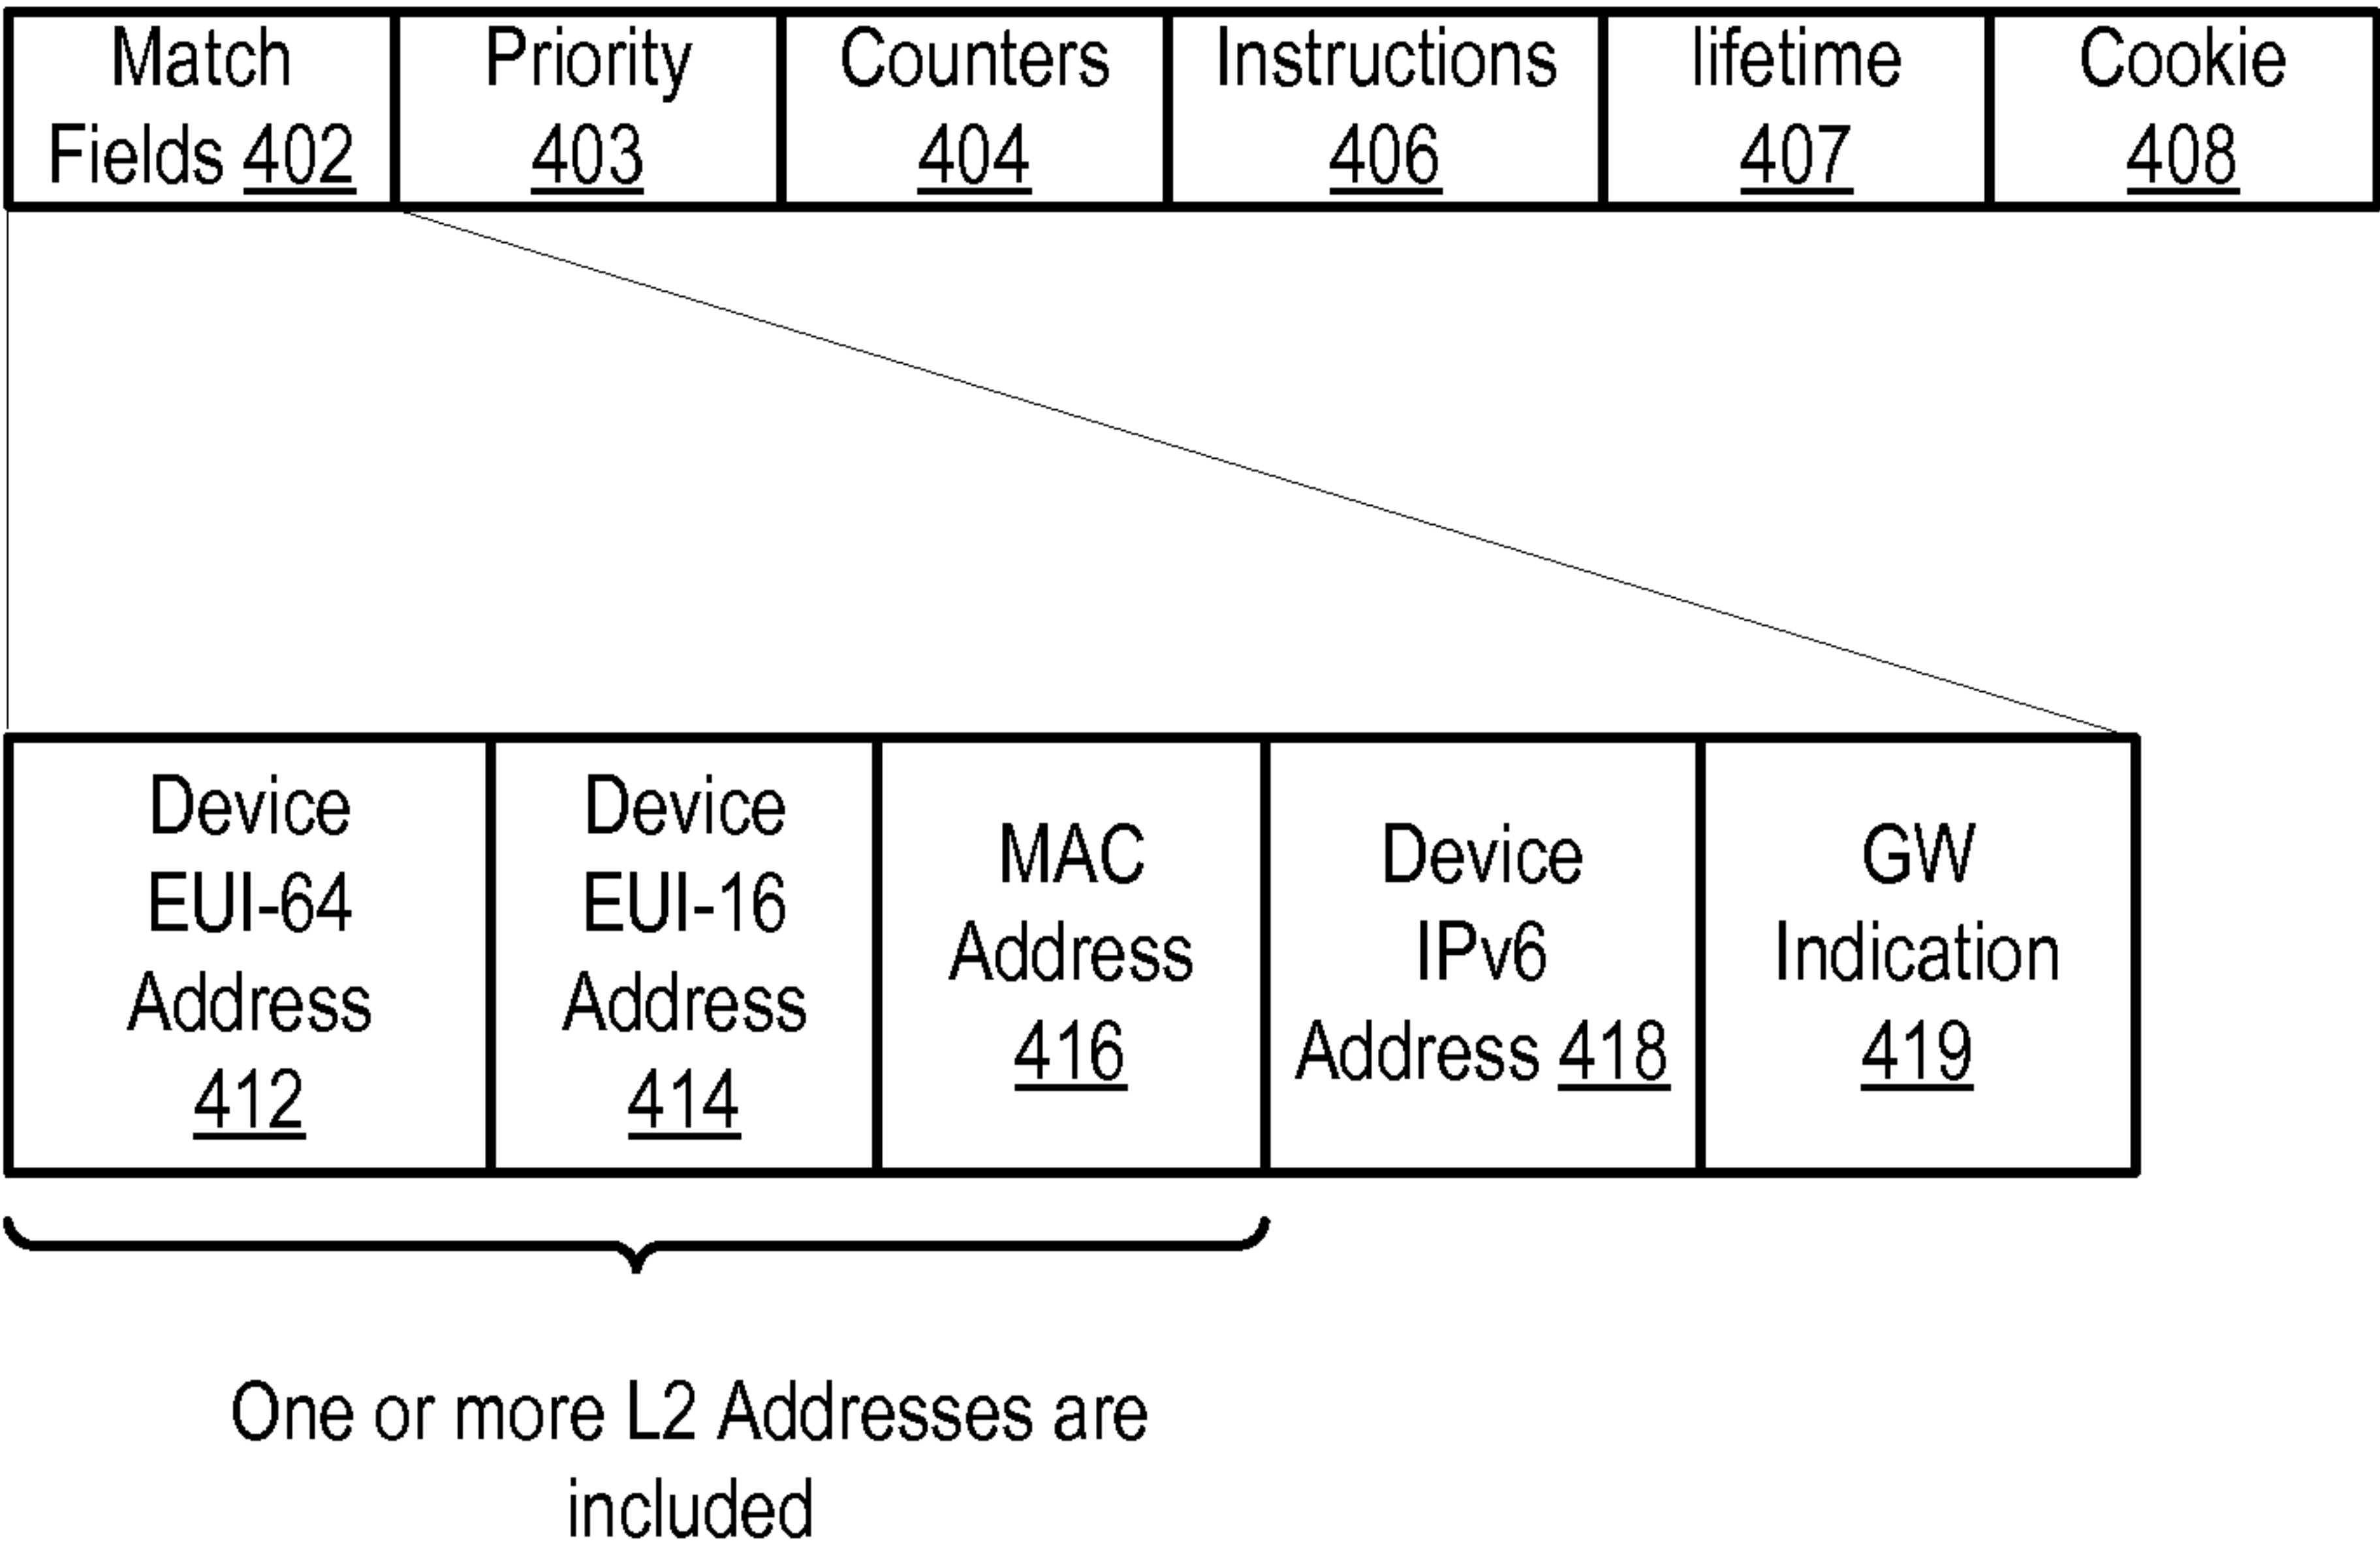 Match
Fields 402
Priority
403
Counters
404
Instructions
406
lifetime
407
Cookie
408
Device
EUI-64
Address
412
Device
EUI-16
Address
414
MAC
Address
416
Device
IPv6
Address 418
GW
Indication
419
One or more L2 Addresses are
included